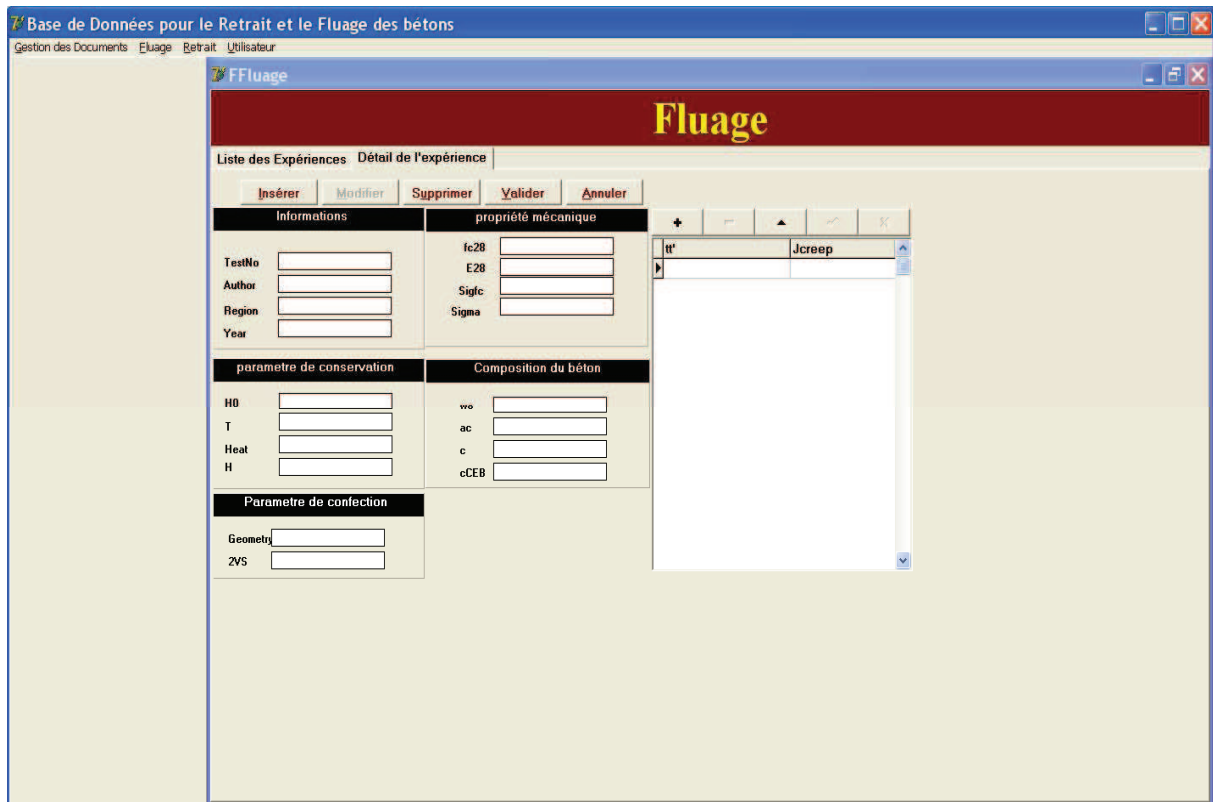 Base de Données pour le Retrait et le Fluage des bétons
Gestion des Documents Fluage Retrait Utilisateur
FFluage
Fluage
Liste des Expériences Détail de l'expérience
Insérer Modifier Supprimer Valider Annuler
Informations
TestNo
Author
Region
Year
propriété mécanique
fc28
E28
Sigfc
Sigma
parametre de conservation
H0
T
Heat
H
Composition du béton
wo
ac
c
cCEB
Parametre de confection
Geometry
2VS
tt' Jcreep